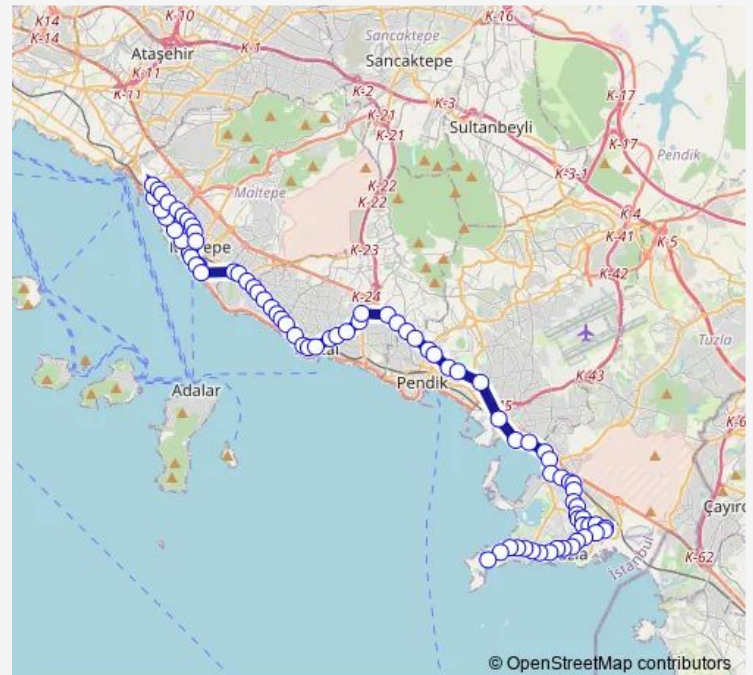 K-10
K-16
K14
K-14
Ataşehir
K-1
Sancaktepe
Sancaktepe
K-11
K-11
K-2
K-3
K-17
K-21
K-21
Sultanbeyli
K-17
Pendik
K-22
K-22
K-3-1
Maltepe
K-4
K-41
K-5
K-23
K-42
K-24
Tuzla
K-43
Adalar
Pendik
K-62
İstanbul
© OpenStreetMap contributors